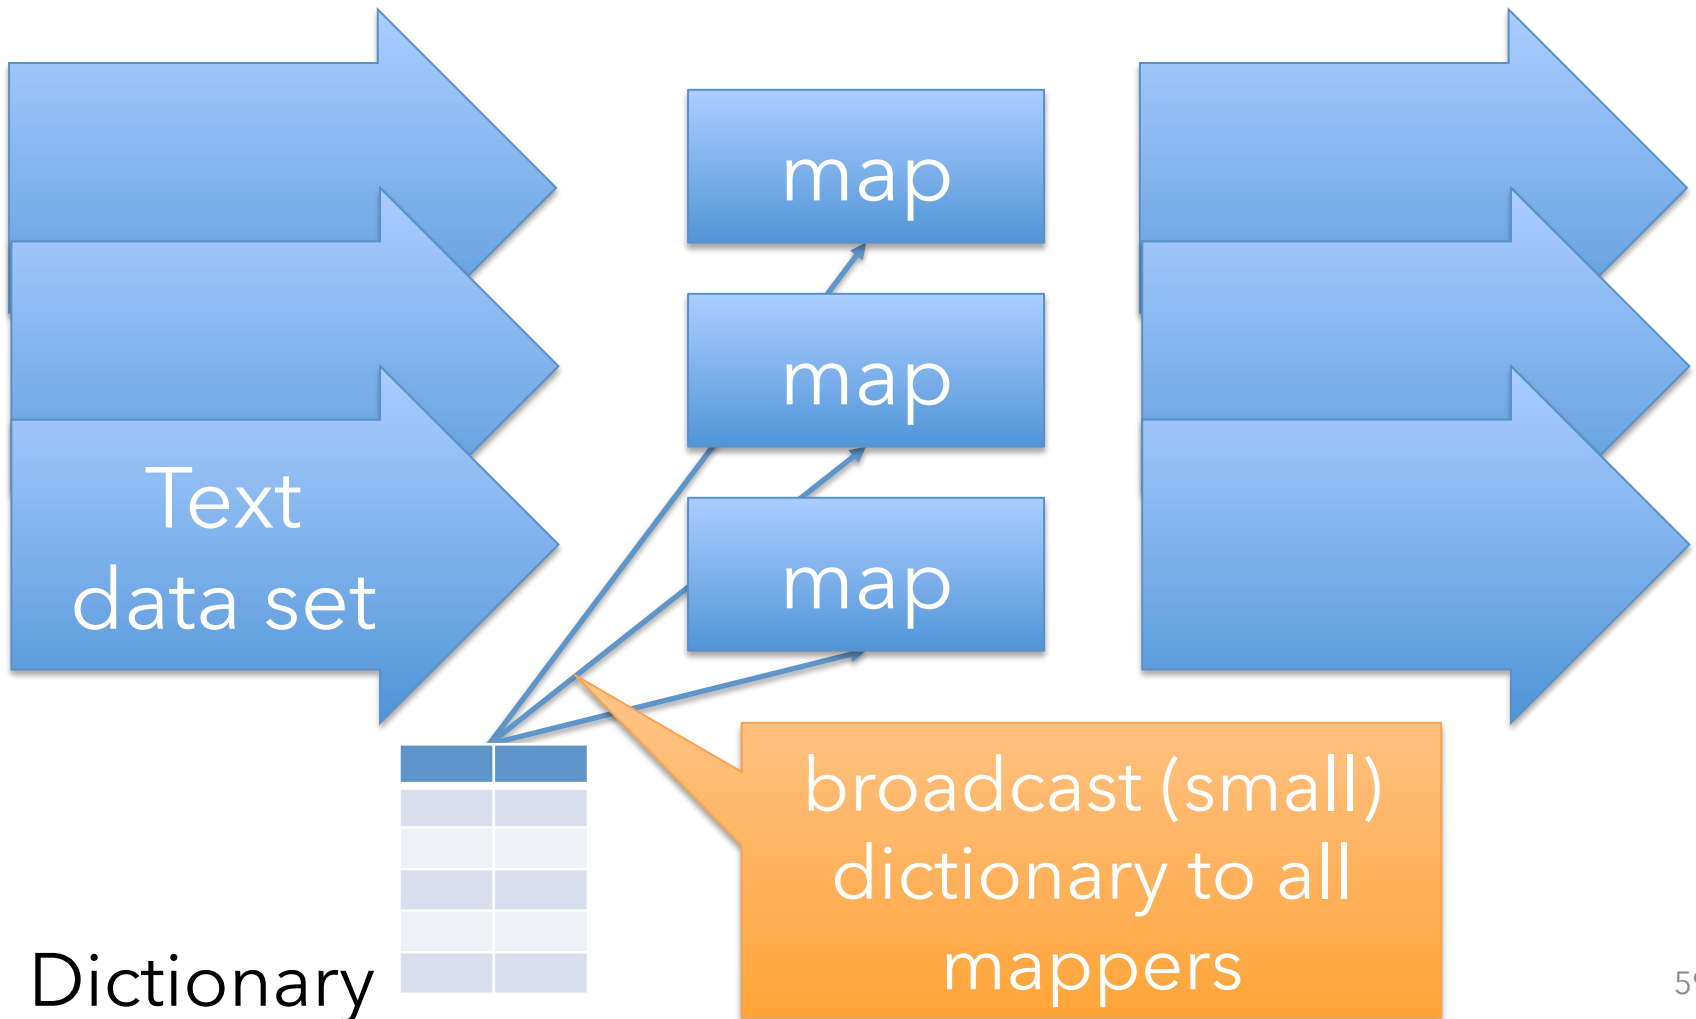 map
map
Text
data set
map
broadcast (small)
dictionary to all
mappers
Dictionary